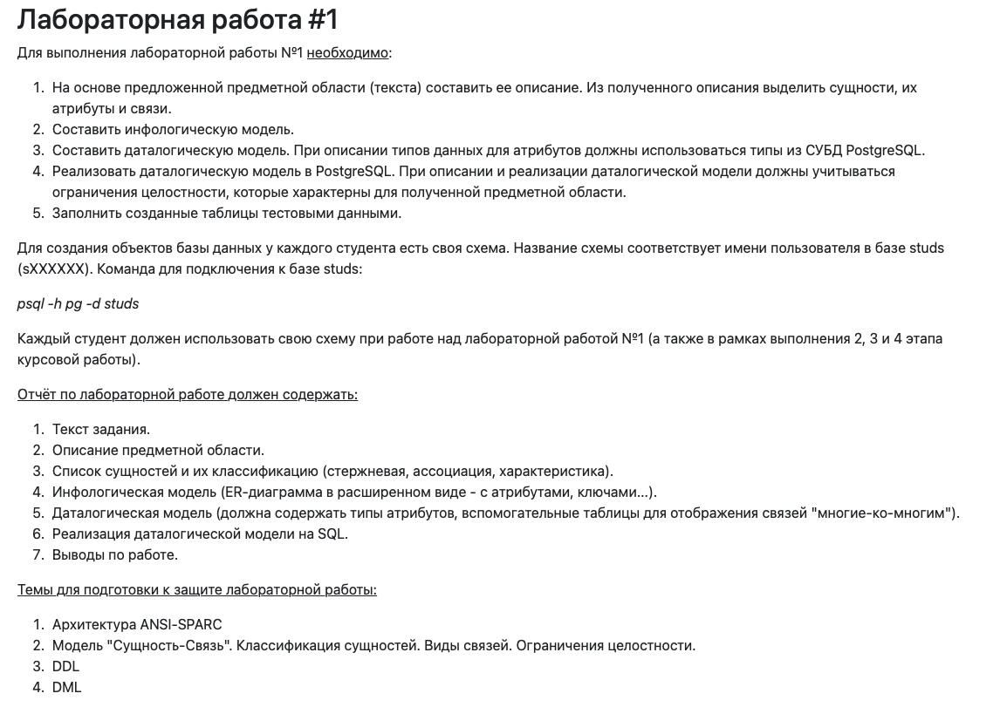 Лабораторная работа #1
Для выполнения лабораторной работы №1 необходимо:
1. На основе предложенной предметной области (текста) составить ее описание. Из полученного описания выделить сущности, их
атрибуты и связи.
2. Составить инфологическую модель.
3. Составить даталогическую модель. При описании типов данных для атрибутов должны использоваться типы из СУБД PostgreSQL.
4. Реализовать даталогическую модель в PostgreSQL. При описании и реализации даталогической модели должны учитываться
ограничения целостности, которые характерны для полученной предметной области.
5. Заполнить созданные таблицы тестовыми данными.
Для создания объектов базы данных у каждого студента есть своя схема. Название схемы соответствует имени пользователя в базе studs
(sXXXXXX). Команда для подключения к базе studs:
psql -h pg -d studs
Каждый студент должен использовать свою схему при работе над лабораторной работой №1 (а также в рамках выполнения 2, 3 и 4 этапа
курсовой работы).
Отчёт по лабораторной работе должен содержать:
1. Текст задания.
2. Описание предметной области.
3. Список сущностей и их классификацию (стержневая, ассоциация, характеристика).
4. Инфологическая модель (ER-диаграмма в расширенном виде - с атрибутами, ключами...).
5. Даталогическая модель (должна содержать типы атрибутов, вспомогательные таблицы для отображения связей "многие-ко-многим").
6. Реализация даталогической модели на SQL.
7. Выводы по работе.
Темы для подготовки к защите лабораторной работы:
1. Архитектура ANSI-SPARC
2. Модель "Сущность-Связь". Классификация сущностей. Виды связей. Ограничения целостности.
3. DDL
4. DML